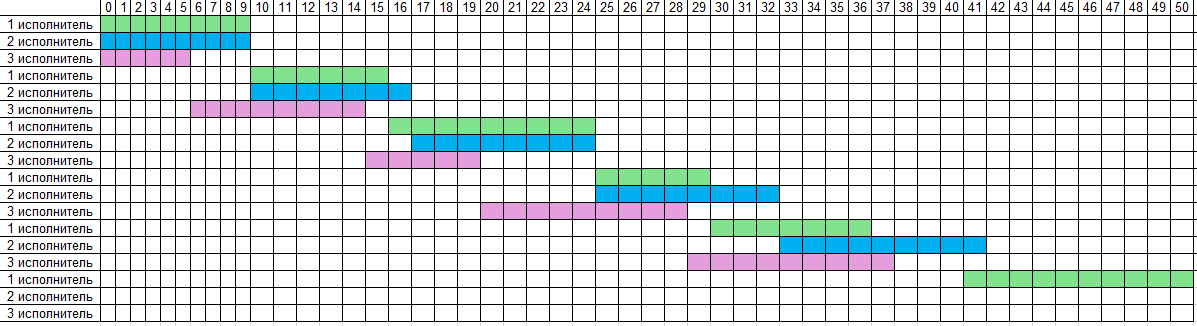 0 1 2 3 4 5 6 7 8 9 10 11 12 13 14 15 16 17 18 19 20 21 22 23 24 25 26 27 28 29 30 31 32 33 34 35 36 37 38 39 40 41 42 43 44 45 46 47 48 49 50
1 исполнитель
2 исполнитель
3 исполнитель
1 исполнитель
2 исполнитель
3 исполнитель
1 исполнитель
2 исполнитель
3 исполнитель
1 исполнитель
2 исполнитель
3 исполнитель
1 исполнитель
2 исполнитель
3 исполнитель
1 исполнитель
2 исполнитель
3 исполнитель